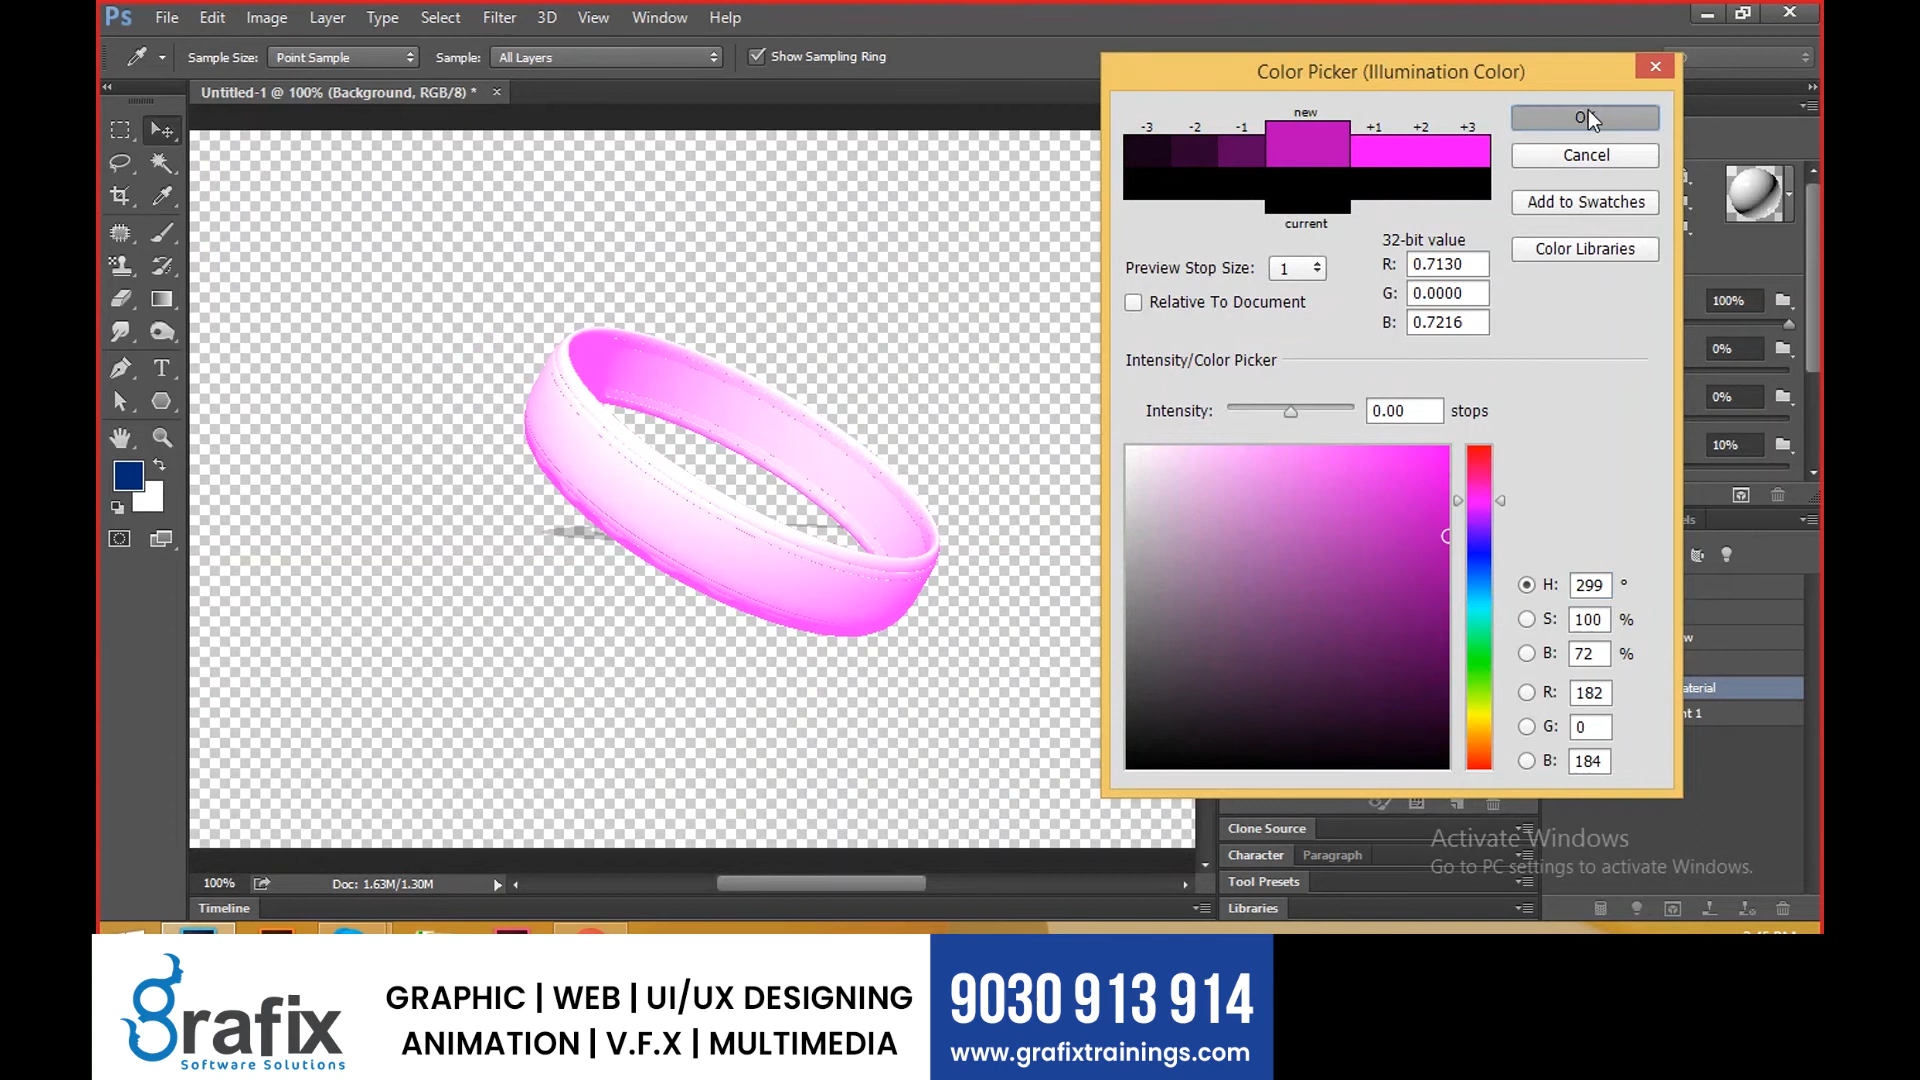 Ps File Edit Image Layer Type Select Filter 3D View Window Help
Sample Size: Point Sample Sample: All Layers Show Sampling Ring
Untitled-1 @ 100% (Background, RGB/8) * ×
Color Picker (Illumination Color)
new
-3 -2 -1 +1 +2 +3
current
Cancel
Add to Swatches
Color Libraries
Preview Stop Size: 1
Relative To Document
32-bit value
R: 0.7130
G: 0.0000
B: 0.7216
Intensity/Color Picker
Intensity: 0.00 stops
H: 299 °
S: 100 %
B: 72 %
R: 182
G: 0
B: 184
100%
0%
0%
10%
Clone Source
Character Paragraph
Tool Presets
Libraries
Activate Windows
Go to PC settings to activate Windows.
100% Doc: 1.63M/1.30M
Timeline
grafix
Software Solutions
GRAPHIC | WEB | UI/UX DESIGNING
ANIMATION | V.F.X | MULTIMEDIA
9030 913 914
www.grafixtrainings.com